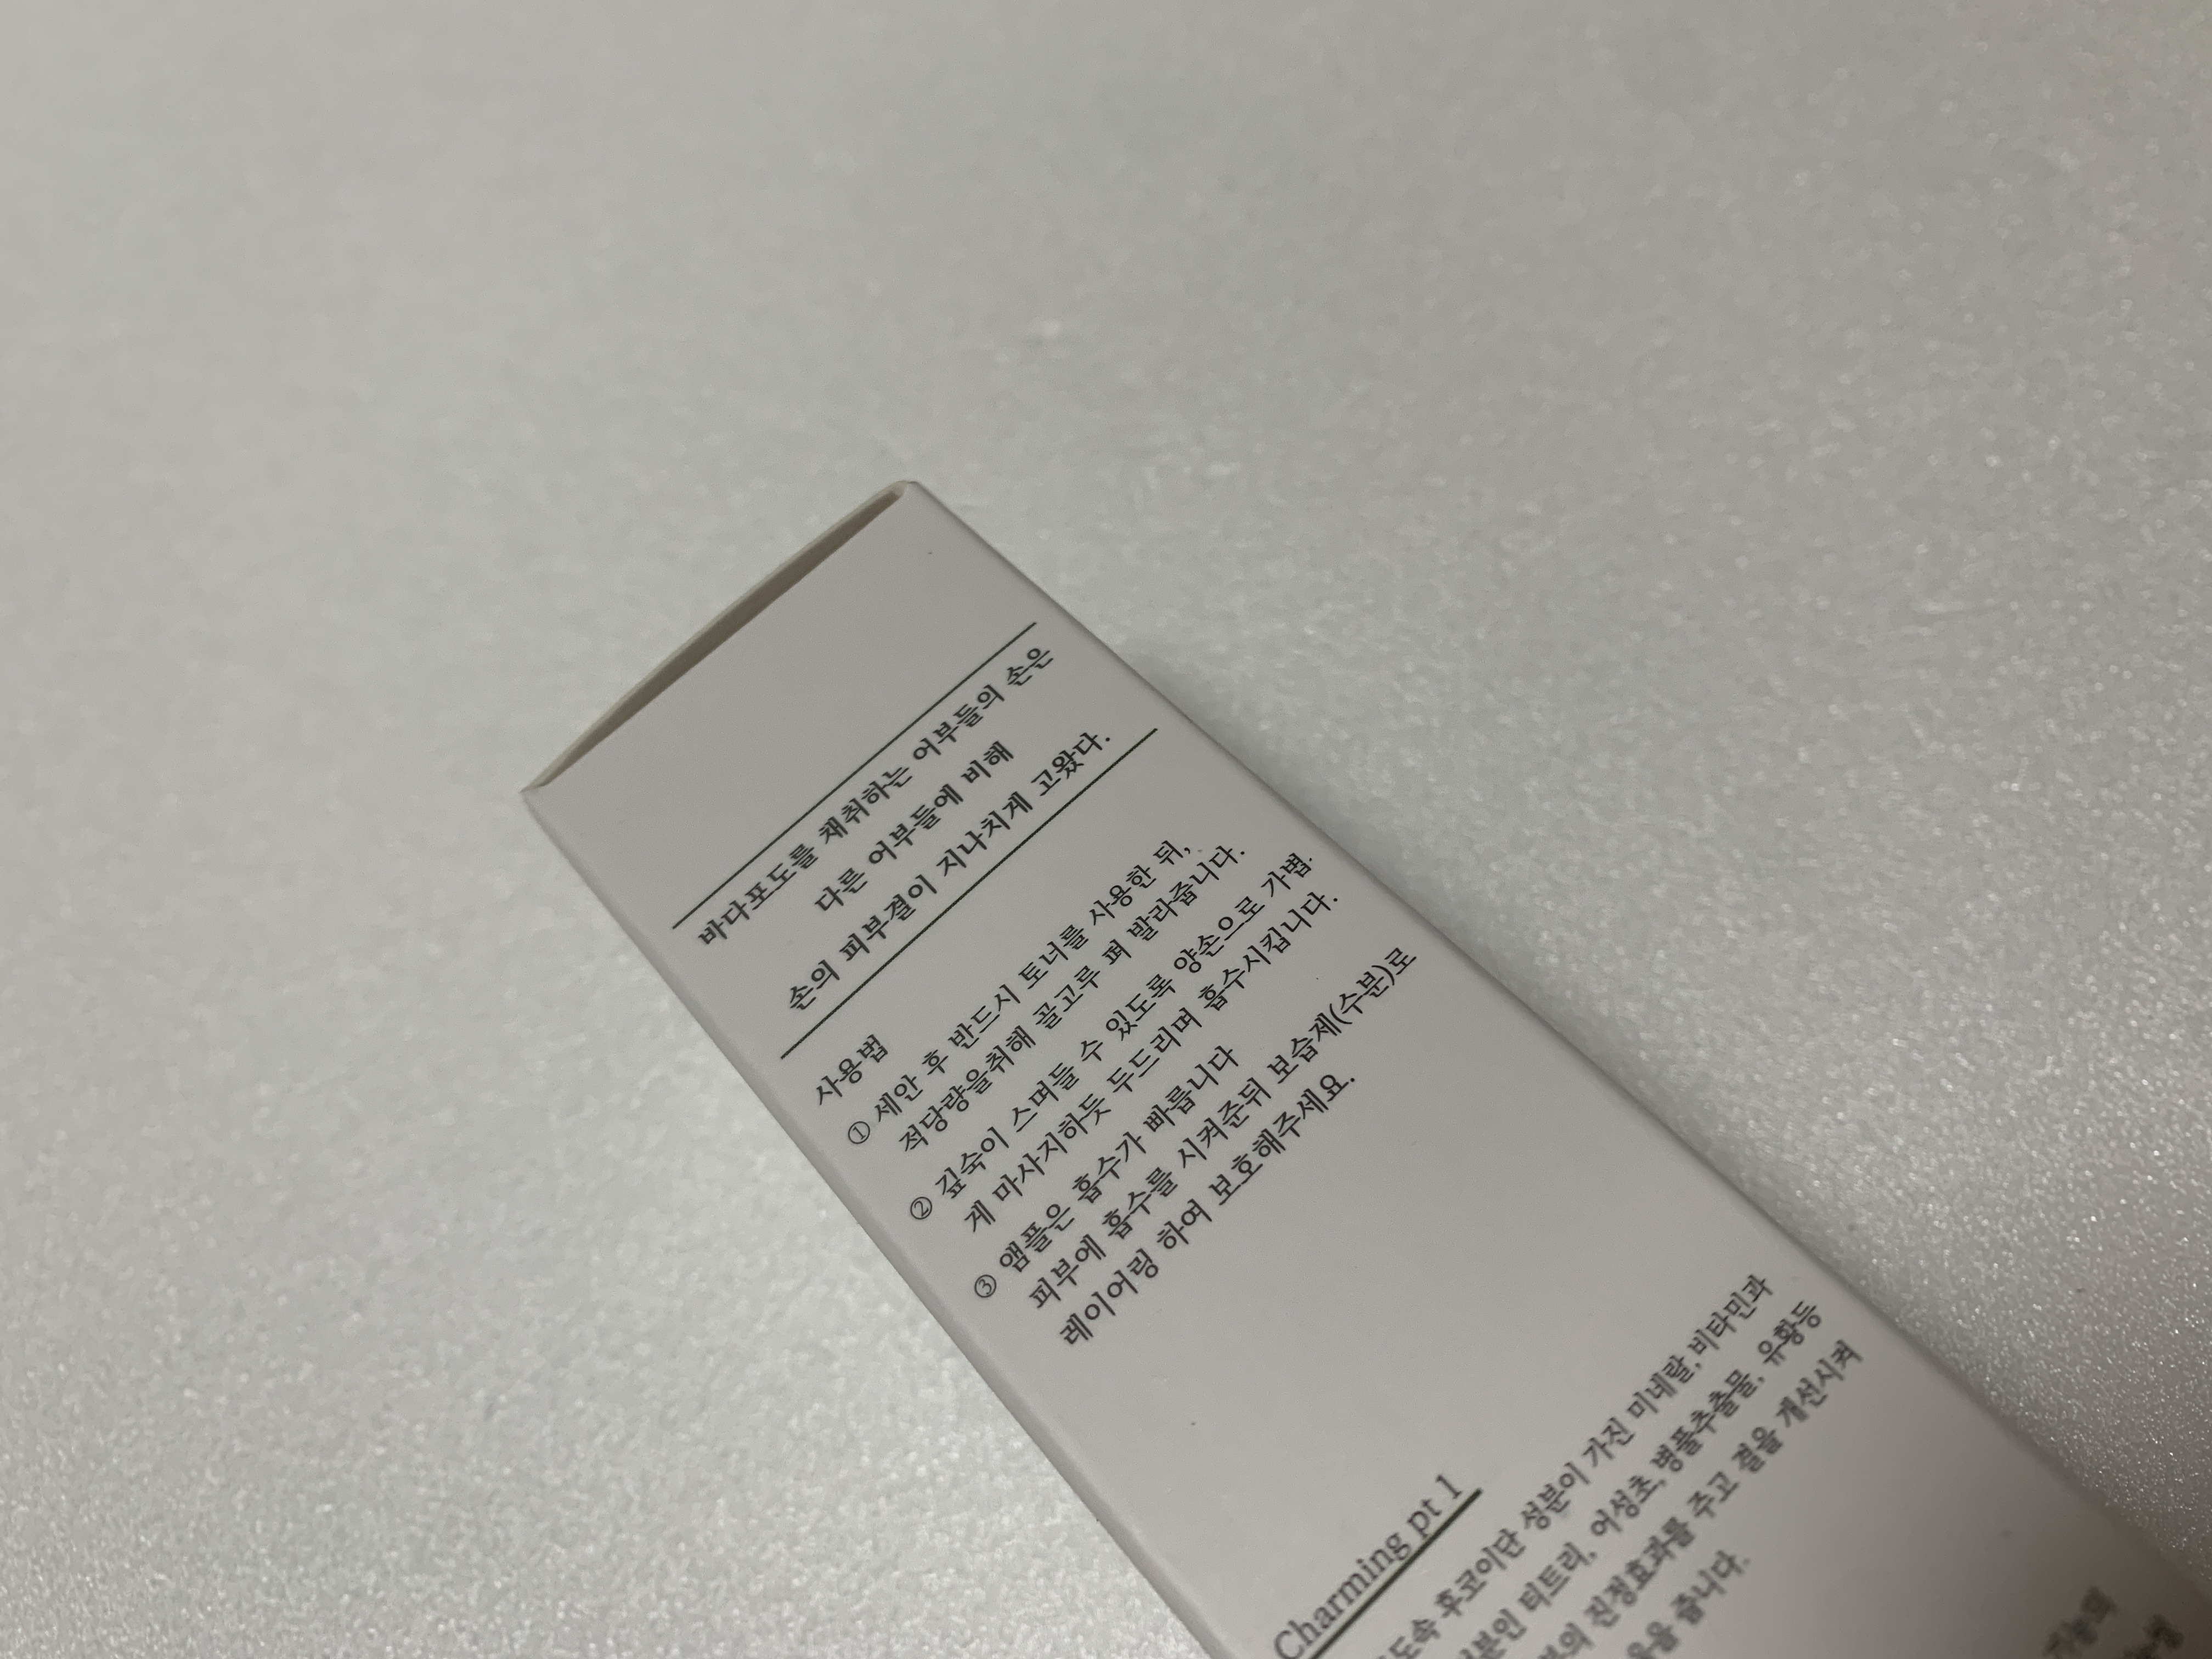 바다포도를 채취하는 어부들의 손은
다른 어부들에 비해
손의 피부결이 지나치게 고왔다.
사용법
① 세안 후 반드시 토너를 사용한 뒤,
적당량을취해 골고루 펴 발라줍니다.
② 깊숙이 스며들 수 있도록 양손으로 가볍.
게 마사지하듯 두드리며 흡수시킵니다.
③ 앰플은 흡수가 빠릅니다
피부에 흡수를 시켜준뒤 보습제(수분)로
레이어링 하여 보호해주세요.
Charming pt 1
후코이단 성분이 가진 미네랄, 비타민과
티트리, 어성초, 병풀추출물, 유황등
진정효과를 주고 결을 개선시켜
줍니다.